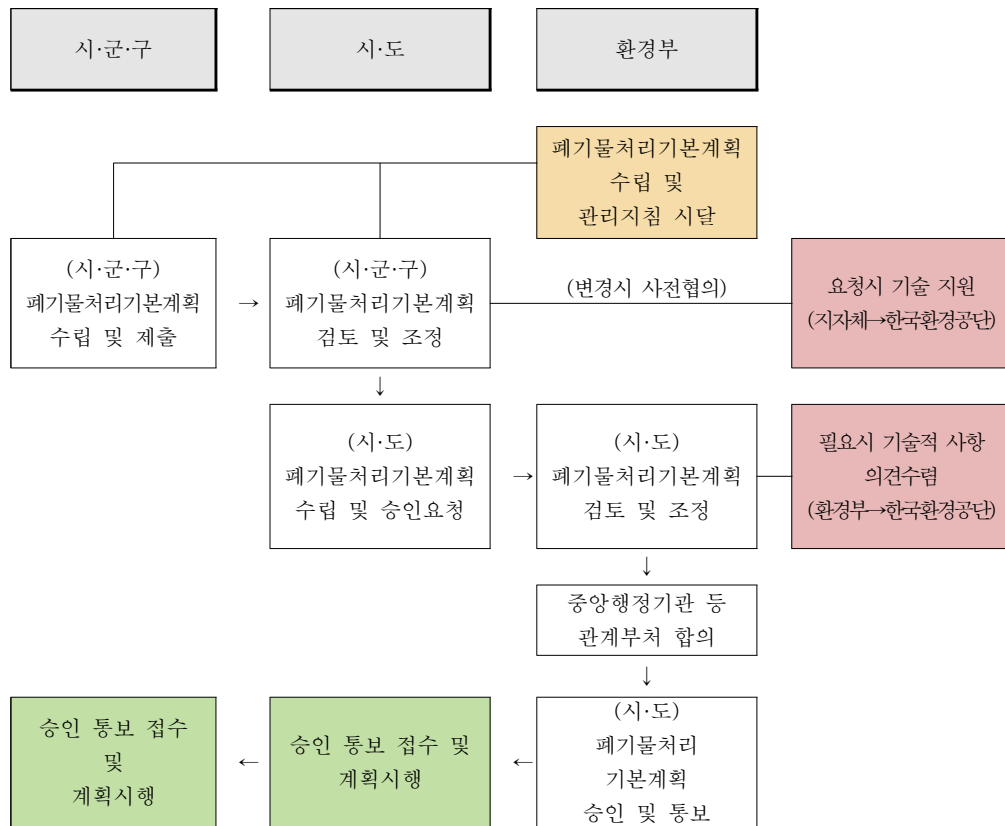 시·군·구
시·도
환경부
폐기물처리기본계획
수립 및
관리지침 시달
(시·군·구)
폐기물처리기본계획
수립 및 제출
→
(시·군·구)
폐기물처리기본계획
검토 및 조정
(변경시 사전협의)
요청시 기술 지원
(지자체→한국환경공단)
↓
(시·도)
폐기물처리기본계획
수립 및 승인요청
→
(시·도)
폐기물처리기본계획
검토 및 조정
필요시 기술적 사항
의견수렴
(환경부→한국환경공단)
↓
중앙행정기관 등
관계부처 합의
↓
승인 통보 접수
및
계획시행
←
승인 통보 접수 및
계획시행
←
(시·도)
폐기물처리
기본계획
승인 및 통보